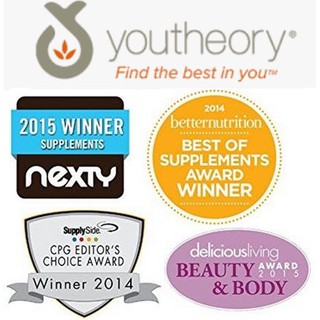 youtheory®
Find the best in you™
2015 WINNER
SUPPLEMENTS
nexty
2014
betternutrition
BEST OF
SUPPLEMENTS
AWARD
WINNER
SupplySide®
CPG EDITOR'S
CHOICE AWARD
Winner 2014
deliciousliving
BEAUTY AWARD 2015
& BODY